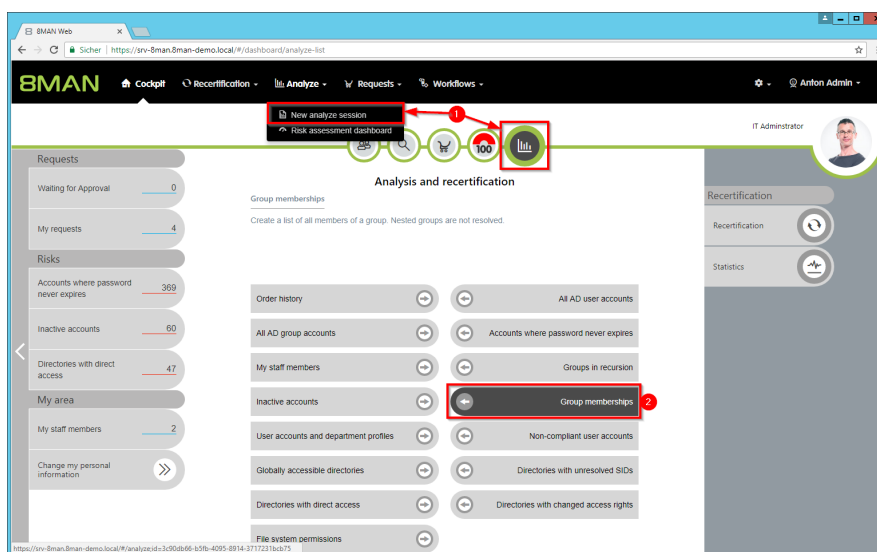 8MAN Web
Sicher | https://srv-8man.8man-demo.local/#/dashboard/analyze-list
8MAN
Cockpit
Recertification
Analyze
Requests
Workflows
Anton Admin
New analyze session
1
Risk assessment dashboard
IT Adminstrator
100
Requests
Waiting for Approval
0
My requests
4
Risks
Accounts where password
never expires
369
Inactive accounts
60
Directories with direct
access
47
My area
My staff members
2
Change my personal
information
Analysis and recertification
Group memberships
Create a list of all members of a group. Nested groups are not resolved.
Order history
All AD user accounts
All AD group accounts
Accounts where password never expires
My staff members
Groups in recursion
Inactive accounts
Group memberships
2
User accounts and department profiles
Non-compliant user accounts
Globally accessible directories
Directories with unresolved SIDs
Directories with direct access
Directories with changed access rights
File system permissions
Recertification
Recertification
Statistics
https://srv-8man.8man-demo.local/#/analyze;id=3c90db66-b5fb-4095-8914-3717231bcb75